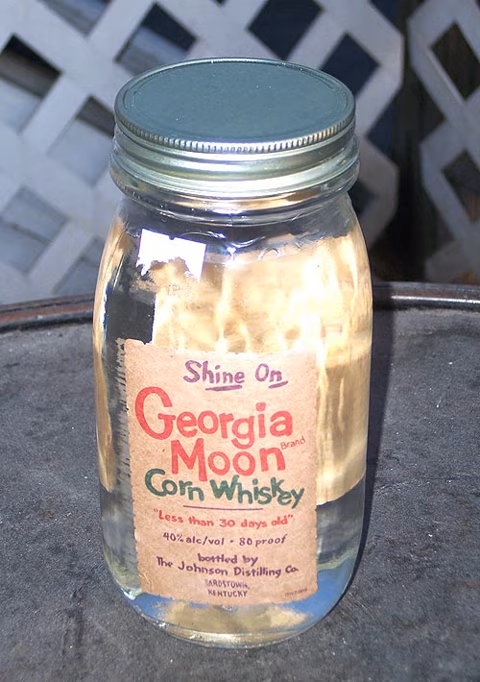 Shine On
Georgia
Moon Brand
Corn Whiskey
"Less than 30 days old"
40% alc/vol • 80 proof
bottled by
The Johnson Distilling Co.
BARDSTOWN,
KENTUCKY